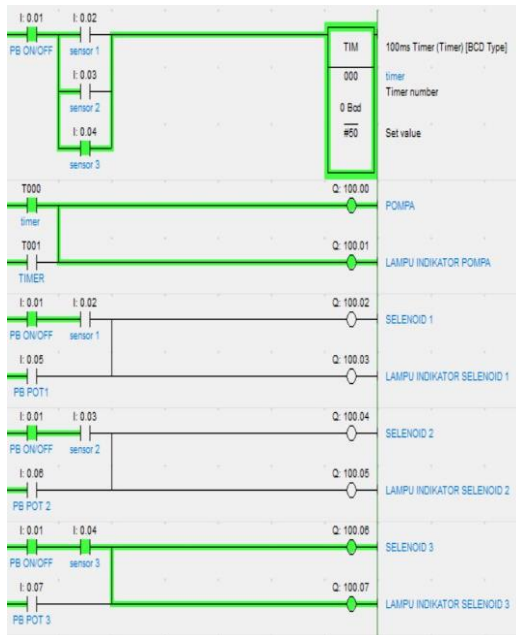 I: 0.01 I: 0.02
PB ON/OFF sensor 1
TIM 100ms Timer (Timer) [BCD Type]
I: 0.03
000 timer
sensor 2
Timer number
0 Bcd
I: 0.04
#50 Set value
sensor 3
T000 Q: 100.00
POMPA
timer
T001 Q: 100.01
LAMPU INDIKATOR POMPA
TIMER
I: 0.01 I: 0.02 Q: 100.02
SELENOID 1
PB ON/OFF sensor 1
I: 0.05 Q: 100.03
LAMPU INDIKATOR SELENOID 1
PB POT1
I: 0.01 I: 0.03 Q: 100.04
SELENOID 2
PB ON/OFF sensor 2
I: 0.06 Q: 100.05
LAMPU INDIKATOR SELENOID 2
PB POT 2
I: 0.01 I: 0.04 Q: 100.06
SELENOID 3
PB ON/OFF sensor 3
I: 0.07 Q: 100.07
LAMPU INDIKATOR SELENOID 3
PB POT 3